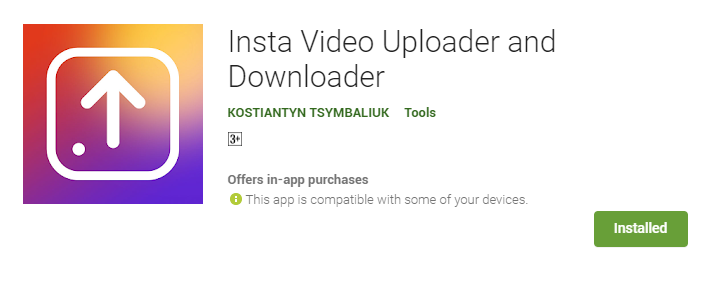 Insta Video Uploader and
Downloader
KOSTIANTYN TSYMBALIUK Tools
3+
Offers in-app purchases
This app is compatible with some of your devices.
Installed